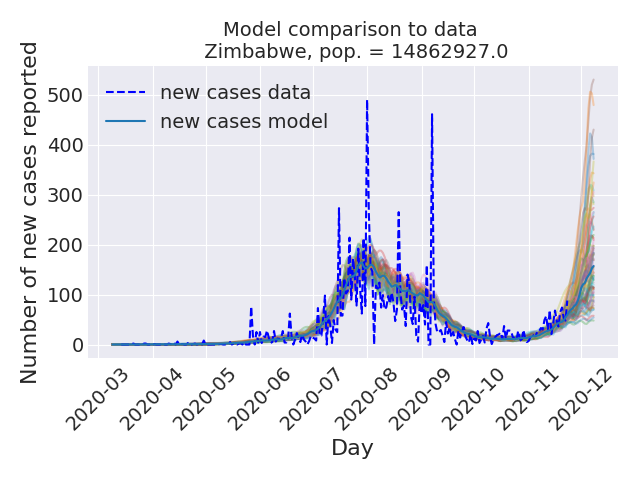 Model comparison to data
Zimbabwe, pop. = 14862927.0
Number of new cases reported
500
400
300
200
100
0
new cases data
new cases model
2020-03
2020-04
2020-05
2020-06
2020-07
2020-08
2020-09
2020-10
2020-11
2020-12
Day